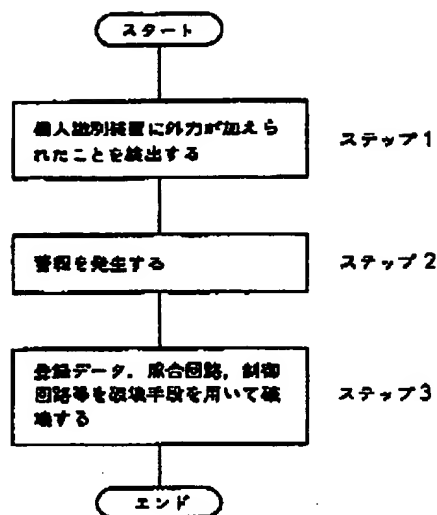 スタート
個人識別装置に外力が加えら
れたことを検出する
ステップ1
警報を発生する
ステップ2
登録データ,照合回路,制御
回路等を破壊手段を用いて破
壊する
ステップ3
エンド